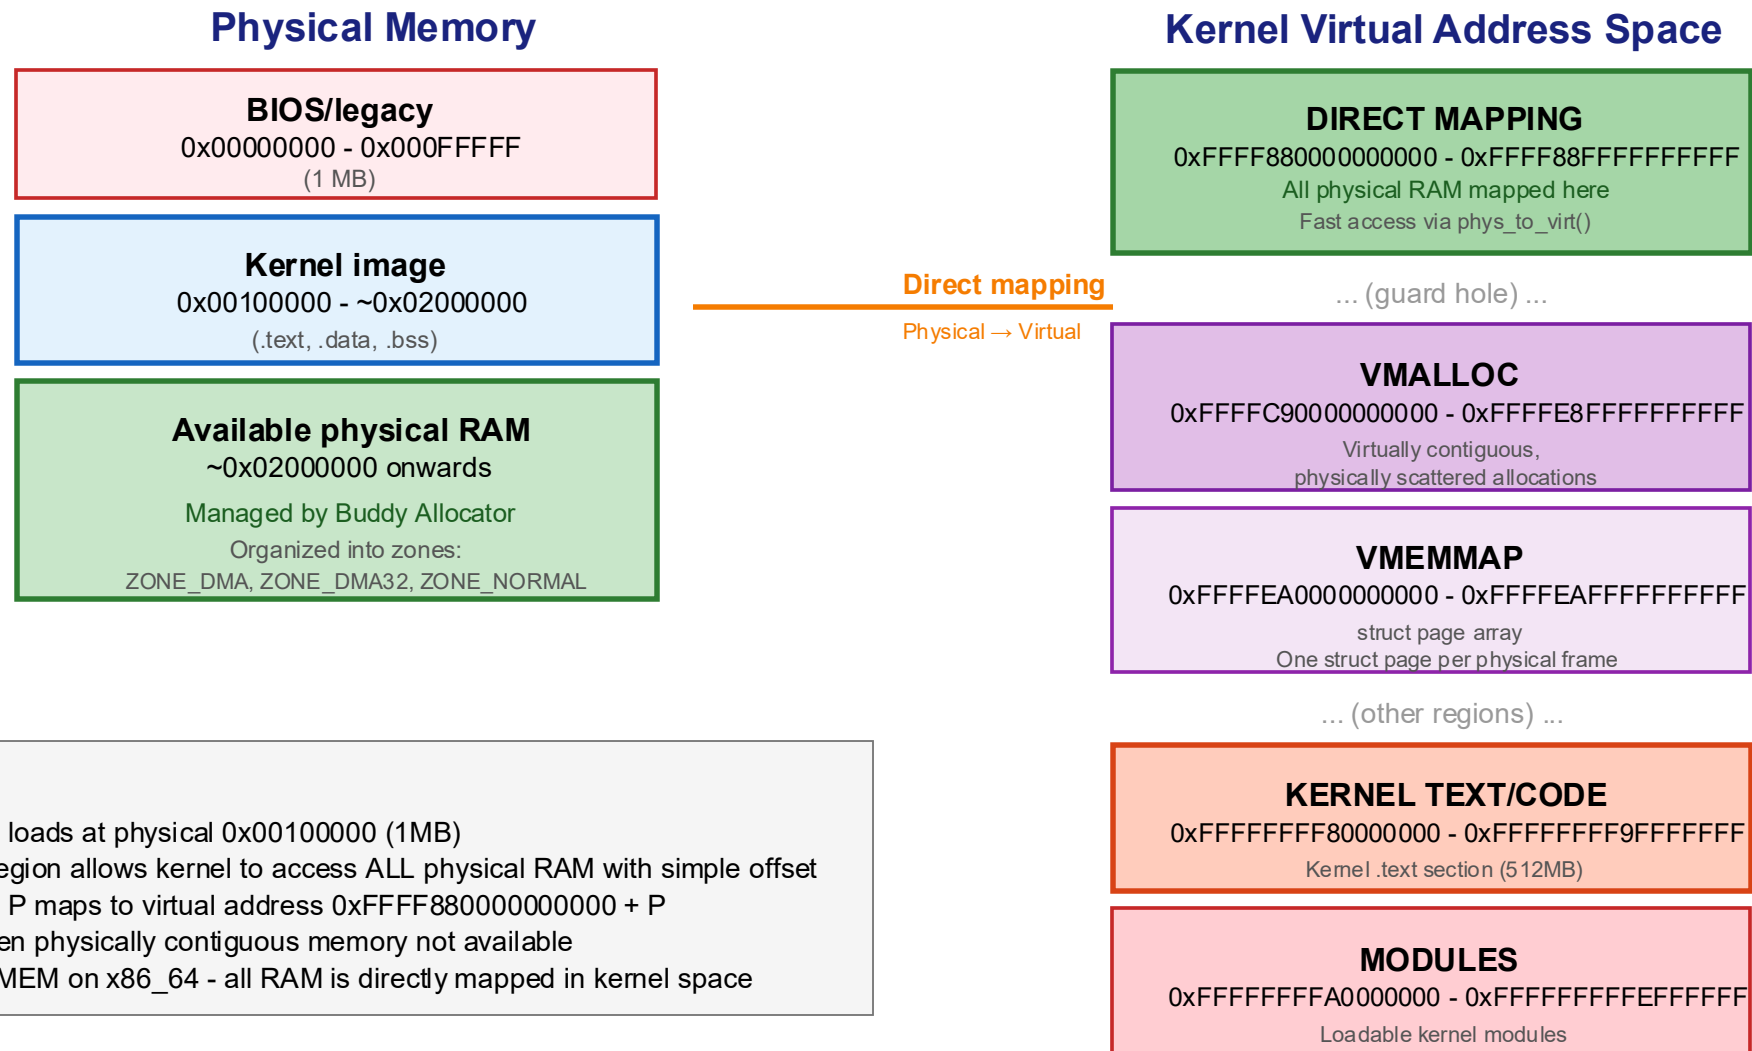 Physical Memory
BIOS/legacy
0x00000000 - 0x000FFFFF
(1 MB)
Kernel image
0x00100000 - ~0x02000000
(.text, .data, .bss)
Available physical RAM
~0x02000000 onwards
Managed by Buddy Allocator
Organized into zones:
ZONE_DMA, ZONE_DMA32, ZONE_NORMAL
Direct mapping
Physical → Virtual
Kernel Virtual Address Space
DIRECT MAPPING
0xFFFF880000000000 - 0xFFFF88FFFFFFFFFF
All physical RAM mapped here
Fast access via phys_to_virt()
... (guard hole) ...
VMALLOC
0xFFFFC90000000000 - 0xFFFFE8FFFFFFFFFF
Virtually contiguous,
physically scattered allocations
VMEMMAP
0xFFFFEA0000000000 - 0xFFFFEAFFFFFFFFFF
struct page array
One struct page per physical frame
... (other regions) ...
KERNEL TEXT/CODE
0xFFFFFFFF80000000 - 0xFFFFFFFF9FFFFFFF
Kernel .text section (512MB)
MODULES
0xFFFFFFFFA0000000 - 0xFFFFFFFFFEFFFFFF
Loadable kernel modules
loads at physical 0x00100000 (1MB)
egion allows kernel to access ALL physical RAM with simple offset
P maps to virtual address 0xFFFF880000000000 + P
en physically contiguous memory not available
MEM on x86_64 - all RAM is directly mapped in kernel space